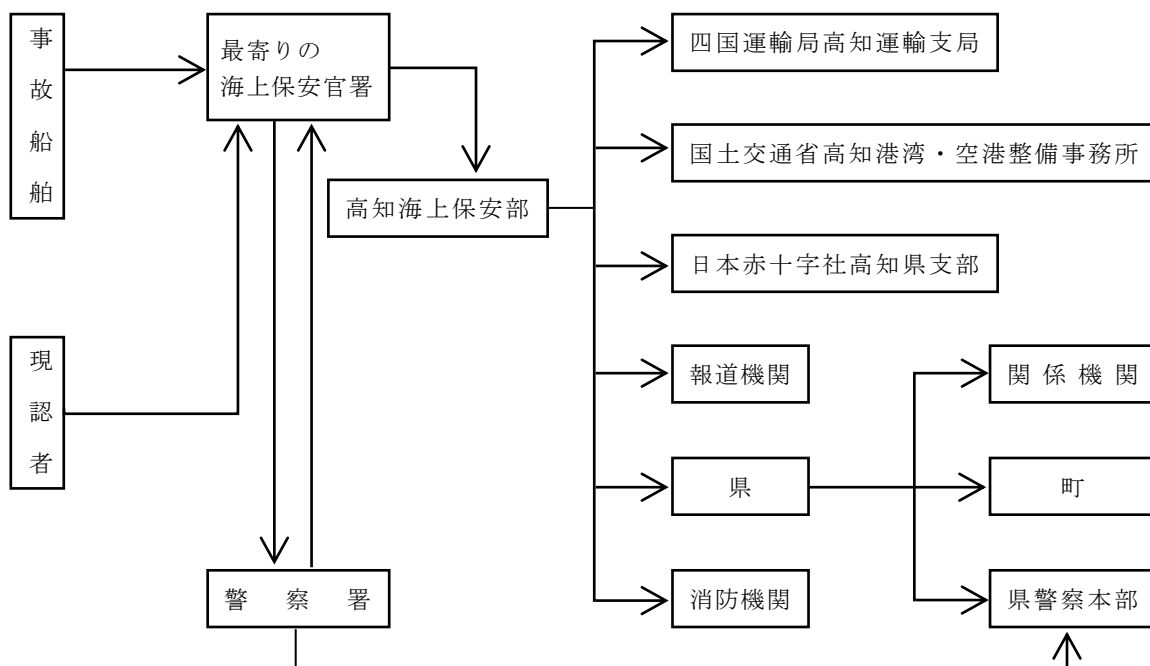 事故船舶
最寄りの
海上保安官署
四国運輸局高知運輸支局
国土交通省高知港湾・空港整備事務所
高知海上保安部
日本赤十字社高知県支部
現認者
報道機関
関係機関
県
町
警察署
消防機関
県警察本部